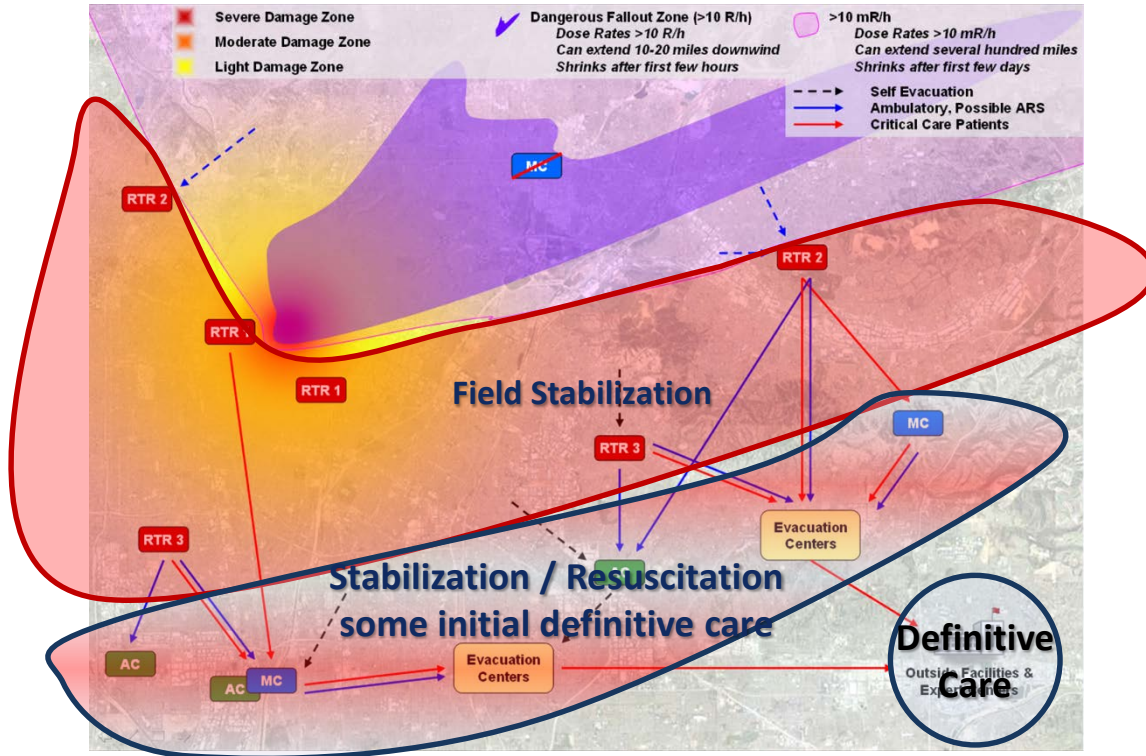 Severe Damage Zone
Moderate Damage Zone
Light Damage Zone
Dangerous Fallout Zone (>10 R/h)
Dose Rates >10 R/h
Can extend 10-20 miles downwind
Shrinks after first few hours
>10 mR/h
Dose Rates >10 mR/h
Can extend several hundred miles
Shrinks after first few days
Self Evacuation
Ambulatory, Possible ARS
Critical Care Patients
MC
RTR 2
RTR 2
RTR
RTR 1
Field Stabilization
MC
RTR 3
Evacuation
Centers
RTR 3
AC
Stabilization / Resuscitation
some initial definitive care
AC
AC
MC
Evacuation
Centers
Definitive
Care
Outside Facilities &